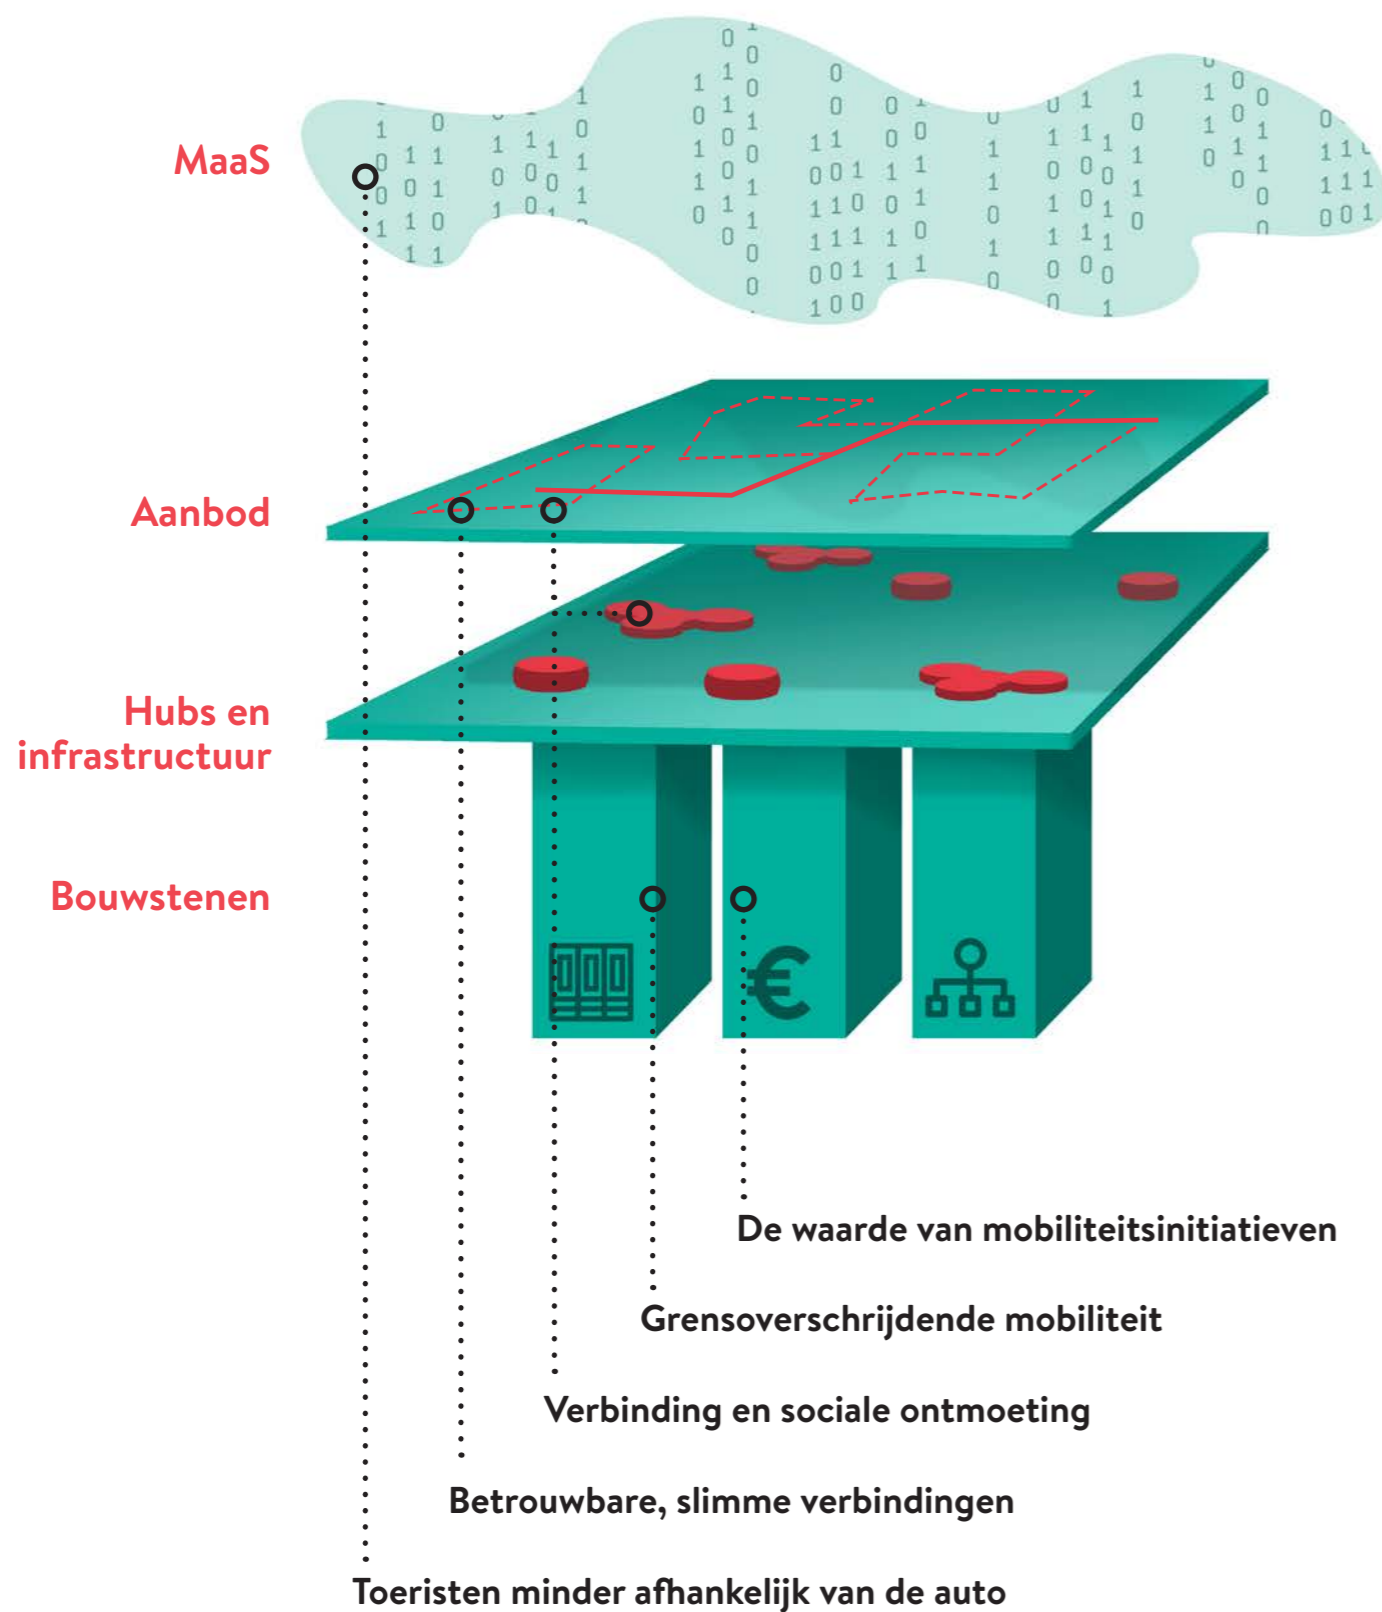 MaaS
Aanbod
Hubs en
infrastructuur
Bouwstenen
€
De waarde van mobiliteitsinitiatieven
Grensoverschrijdende mobiliteit
Verbinding en sociale ontmoeting
Betrouwbare, slimme verbindingen
Toeristen minder afhankelijk van de auto